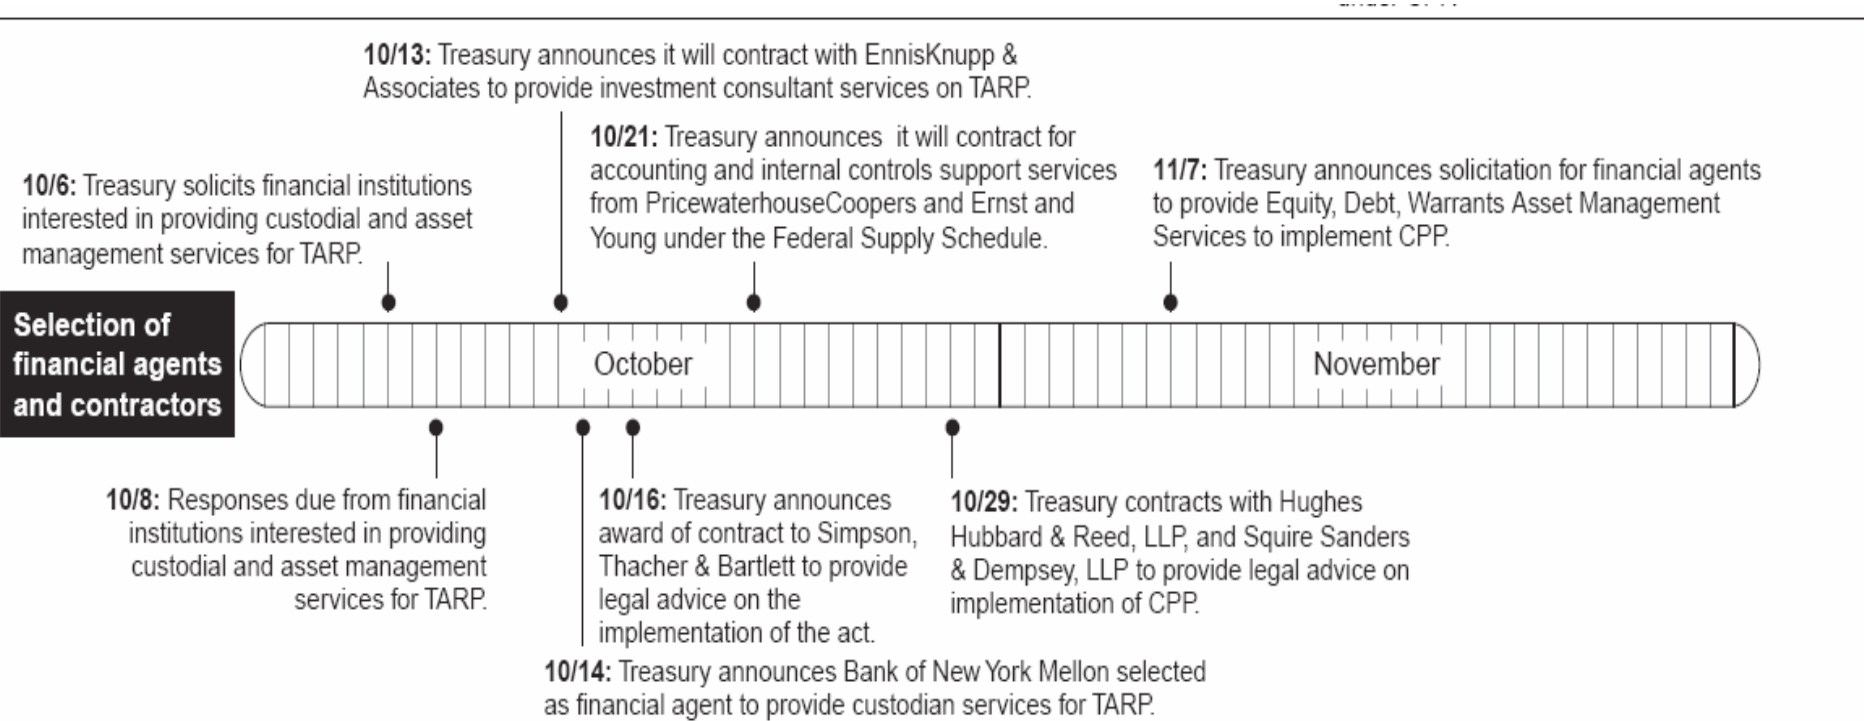 10/13: Treasury announces it will contract with EnnisKnupp &
Associates to provide investment consultant services on TARP.
10/21: Treasury announces it will contract for
accounting and internal controls support services
from PricewaterhouseCoopers and Ernst and
Young under the Federal Supply Schedule.
11/7: Treasury announces solicitation for financial agents
to provide Equity, Debt, Warrants Asset Management
Services to implement CPP.
10/6: Treasury solicits financial institutions
interested in providing custodial and asset
management services for TARP.
Selection of
financial agents
and contractors
October
November
10/8: Responses due from financial
institutions interested in providing
custodial and asset management
services for TARP.
10/16: Treasury announces
award of contract to Simpson,
Thacher & Bartlett to provide
legal advice on the
implementation of the act.
10/29: Treasury contracts with Hughes
Hubbard & Reed, LLP, and Squire Sanders
& Dempsey, LLP to provide legal advice on
implementation of CPP.
10/14: Treasury announces Bank of New York Mellon selected
as financial agent to provide custodian services for TARP.